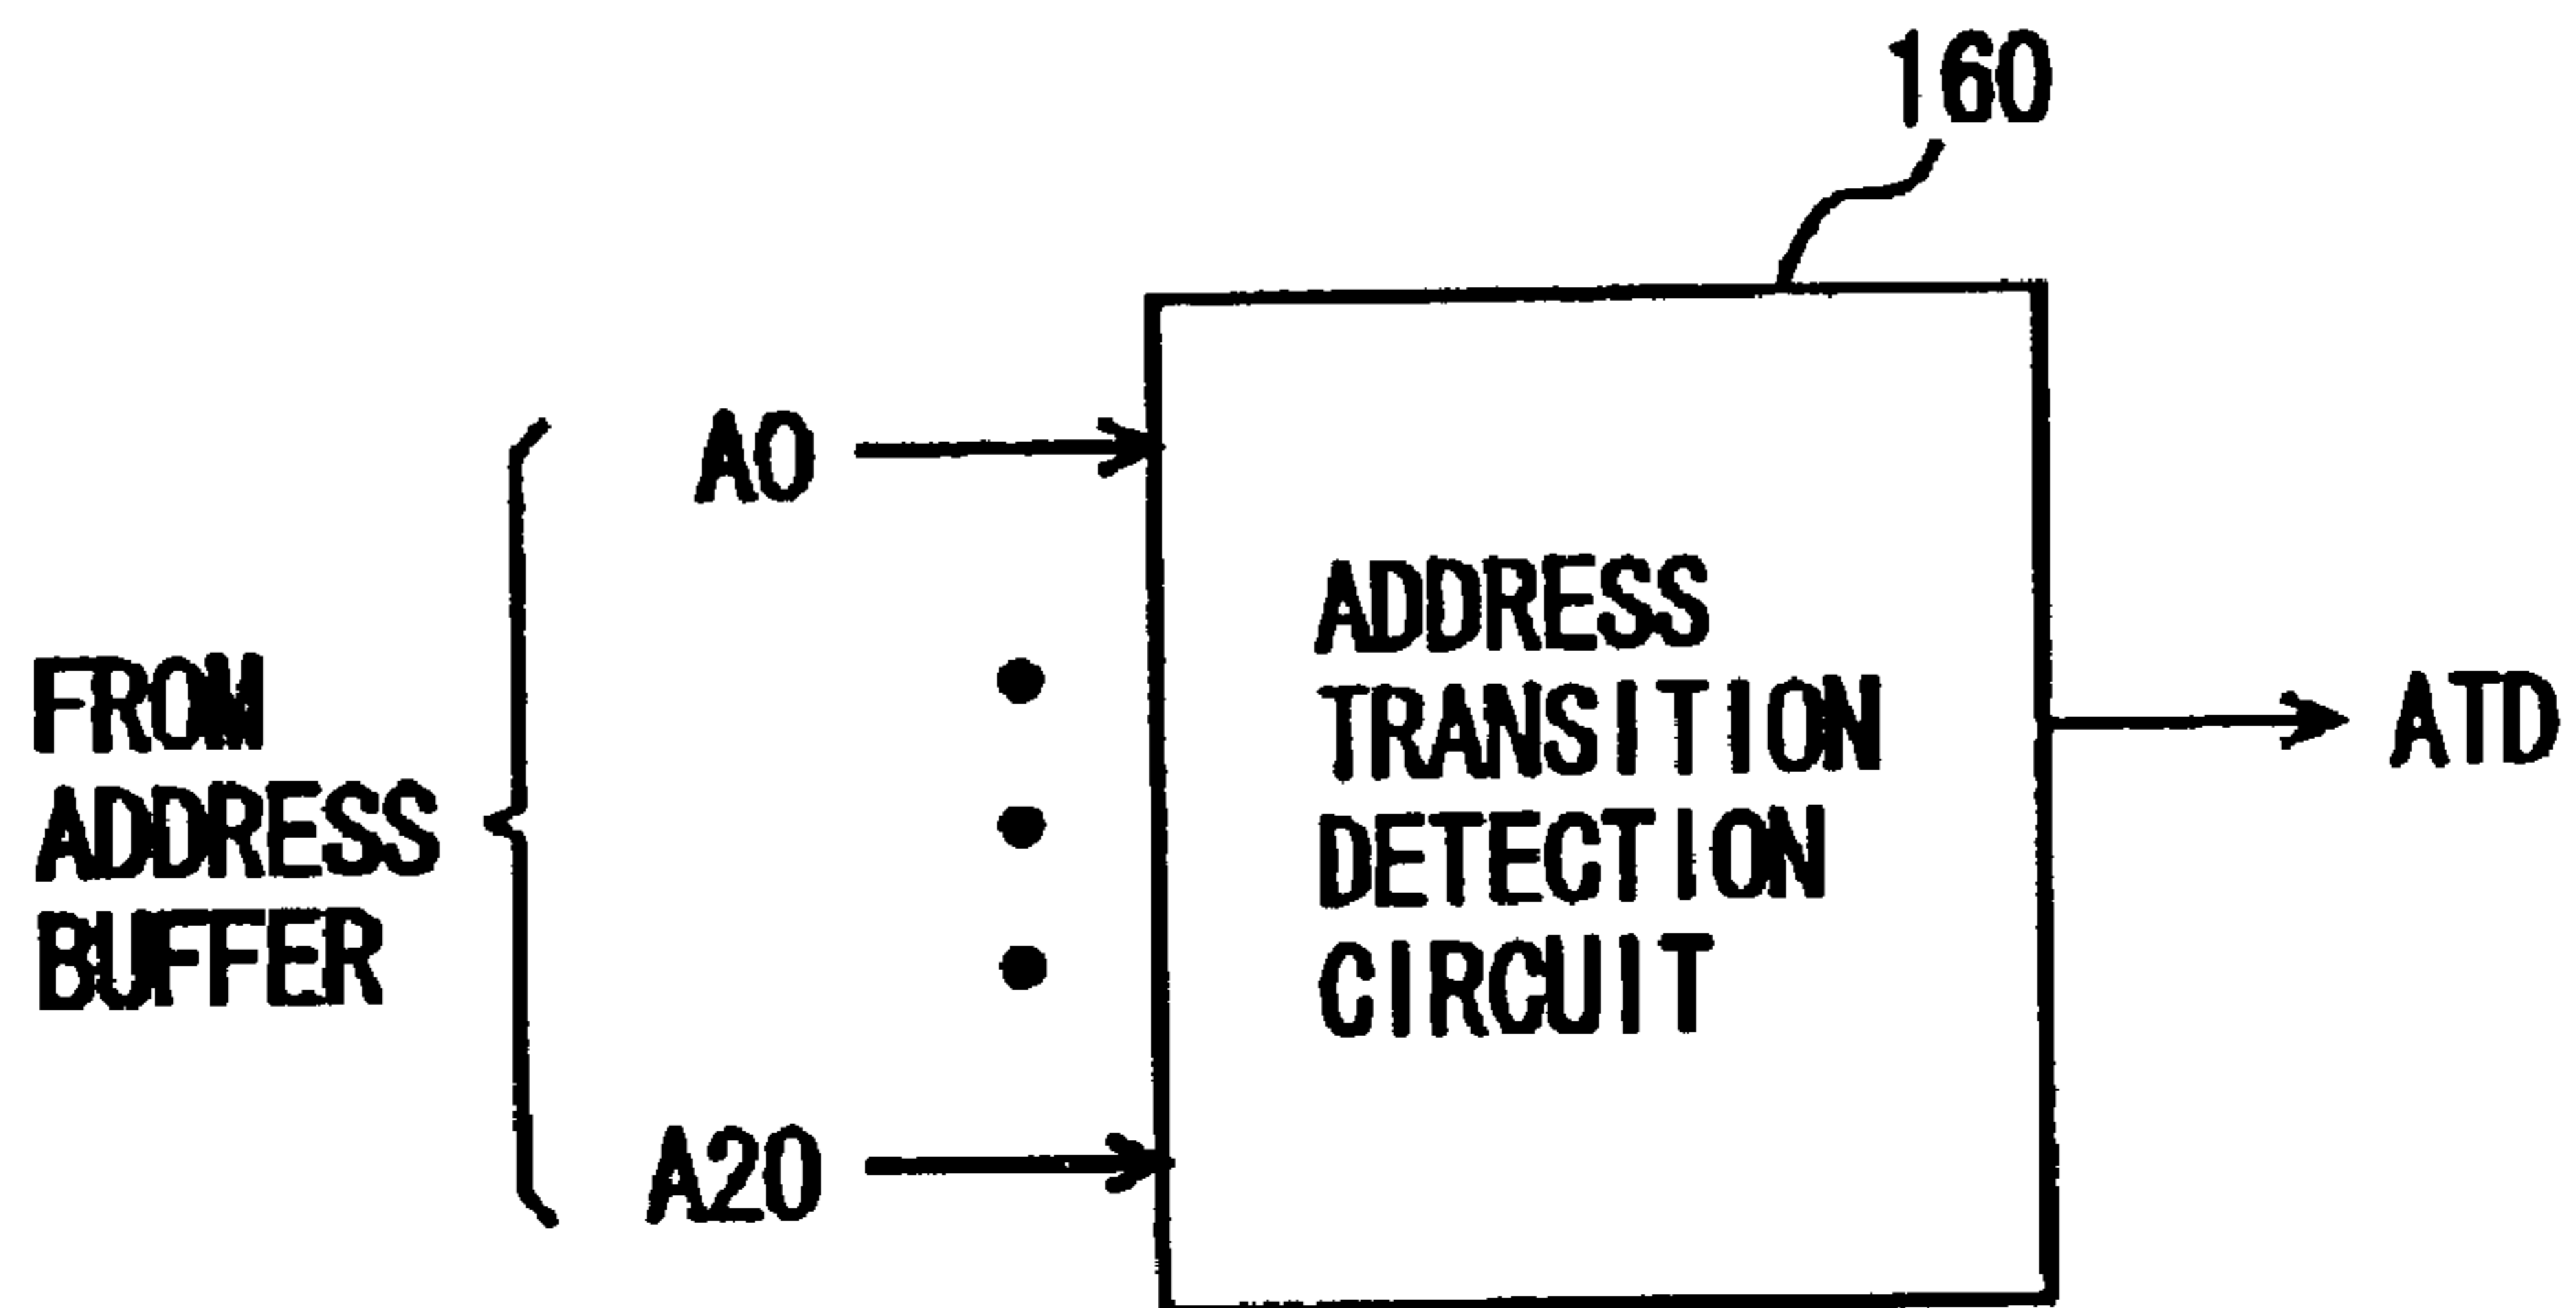 160
A0
FROM
ADDRESS
BUFFER
A20
ADDRESS
TRANSITION
DETECTION
CIRCUIT
ATD